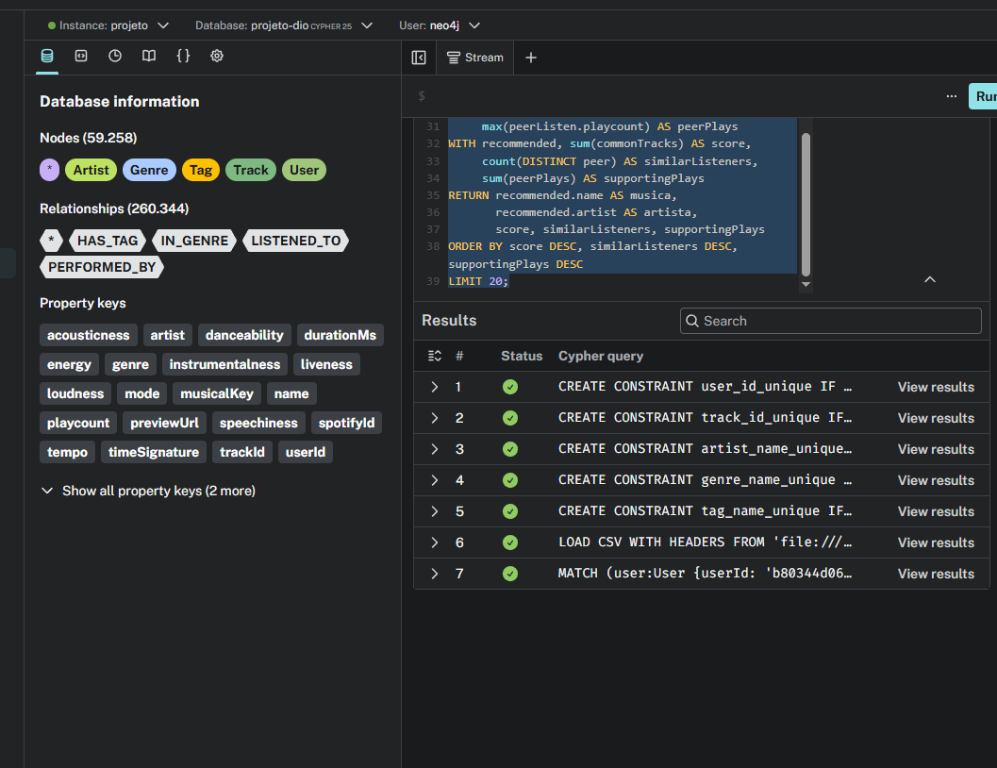 Instance: projeto Database: projeto-dio CYPHER 25 User: neo4j
Stream
Database information
Nodes (59.258)
* Artist Genre Tag Track User
Relationships (260.344)
* HAS_TAG IN_GENRE LISTENED_TO
PERFORMED_BY
Property keys
acousticness artist danceability durationMs
energy genre instrumentalness liveness
loudness mode musicalKey name
playcount previewUrl speechiness spotifyId
tempo timeSignature trackId userId
Show all property keys (2 more)
$ ... Run
31 max(peerListen.playcount) AS peerPlays
32 WITH recommended, sum(commonTracks) AS score,
33 count(DISTINCT peer) AS similarListeners,
34 sum(peerPlays) AS supportingPlays
35 RETURN recommended.name AS musica,
36 recommended.artist AS artista,
37 score, similarListeners, supportingPlays
38 ORDER BY score DESC, similarListeners DESC,
supportingPlays DESC
39 LIMIT 20;
Results Search
# Status Cypher query
1 CREATE CONSTRAINT user_id_unique IF … View results
2 CREATE CONSTRAINT track_id_unique IF… View results
3 CREATE CONSTRAINT artist_name_unique… View results
4 CREATE CONSTRAINT genre_name_unique … View results
5 CREATE CONSTRAINT tag_name_unique IF… View results
6 LOAD CSV WITH HEADERS FROM 'file:///… View results
7 MATCH (user:User {userId: 'b80344d06… View results